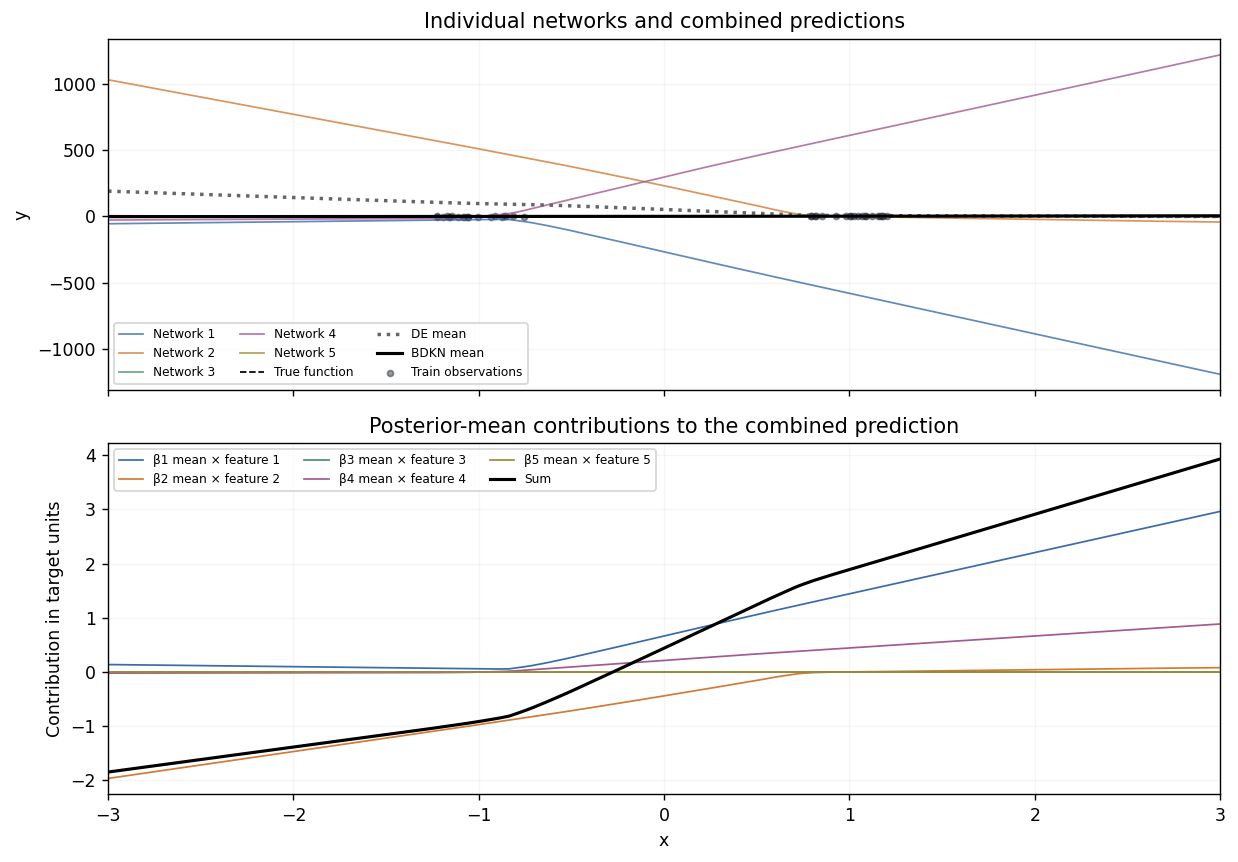 Individual networks and combined predictions
1000
500
0
−500
−1000
y
Network 1
Network 2
Network 3
Network 4
Network 5
True function
DE mean
BDKN mean
Train observations
Posterior-mean contributions to the combined prediction
4
3
2
1
0
−1
−2
Contribution in target units
β1 mean × feature 1
β2 mean × feature 2
β3 mean × feature 3
β4 mean × feature 4
β5 mean × feature 5
Sum
−3 −2 −1 0 1 2 3
x